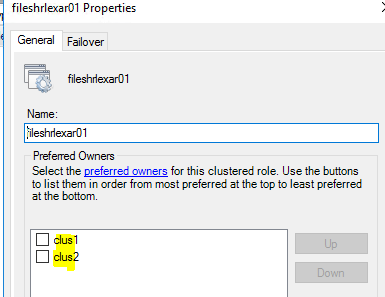 fileshrlexar01 Properties
General
Failover
fileshrlexar01
Name:
fileshrlexar01
Preferred Owners
Select the preferred owners for this clustered role. Use the buttons
to list them in order from most preferred at the top to least preferred
at the bottom.
clus1
clus2
Up
Down